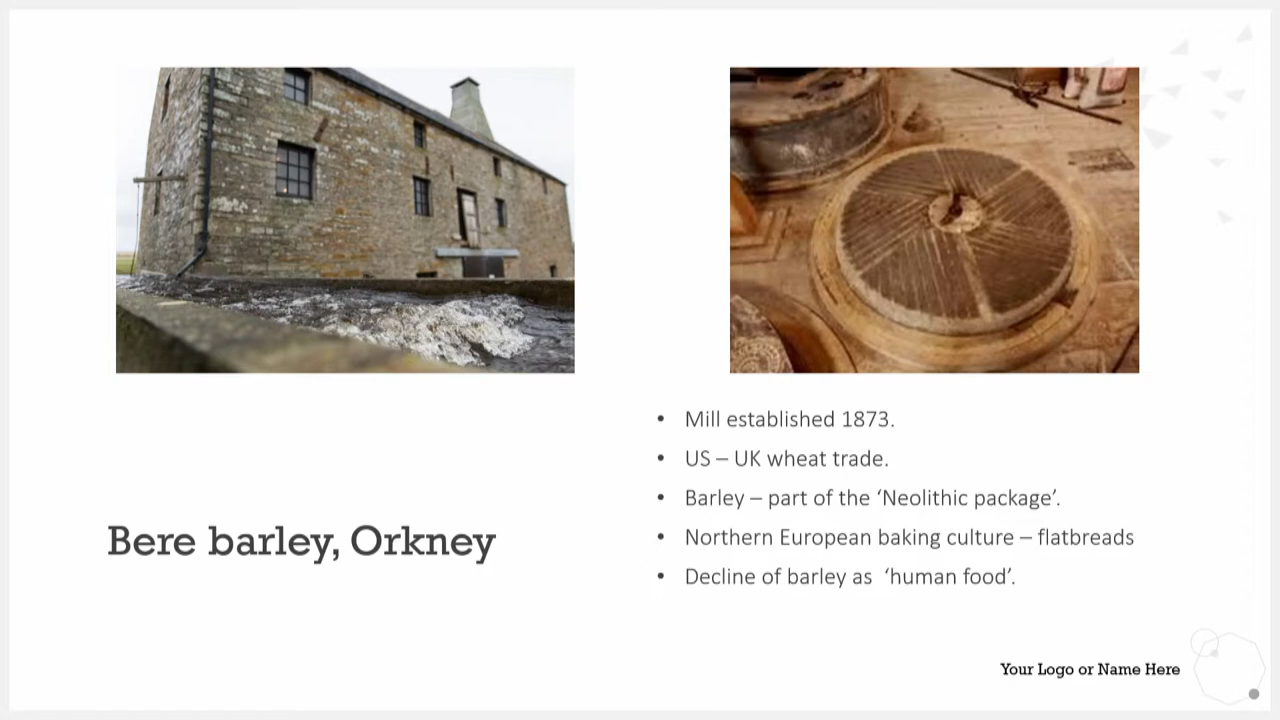 Bere barley, Orkney
• Mill established 1873.
• US – UK wheat trade.
• Barley – part of the ‘Neolithic package’.
• Northern European baking culture – flatbreads
• Decline of barley as  ‘human food’.
Your Logo or Name Here